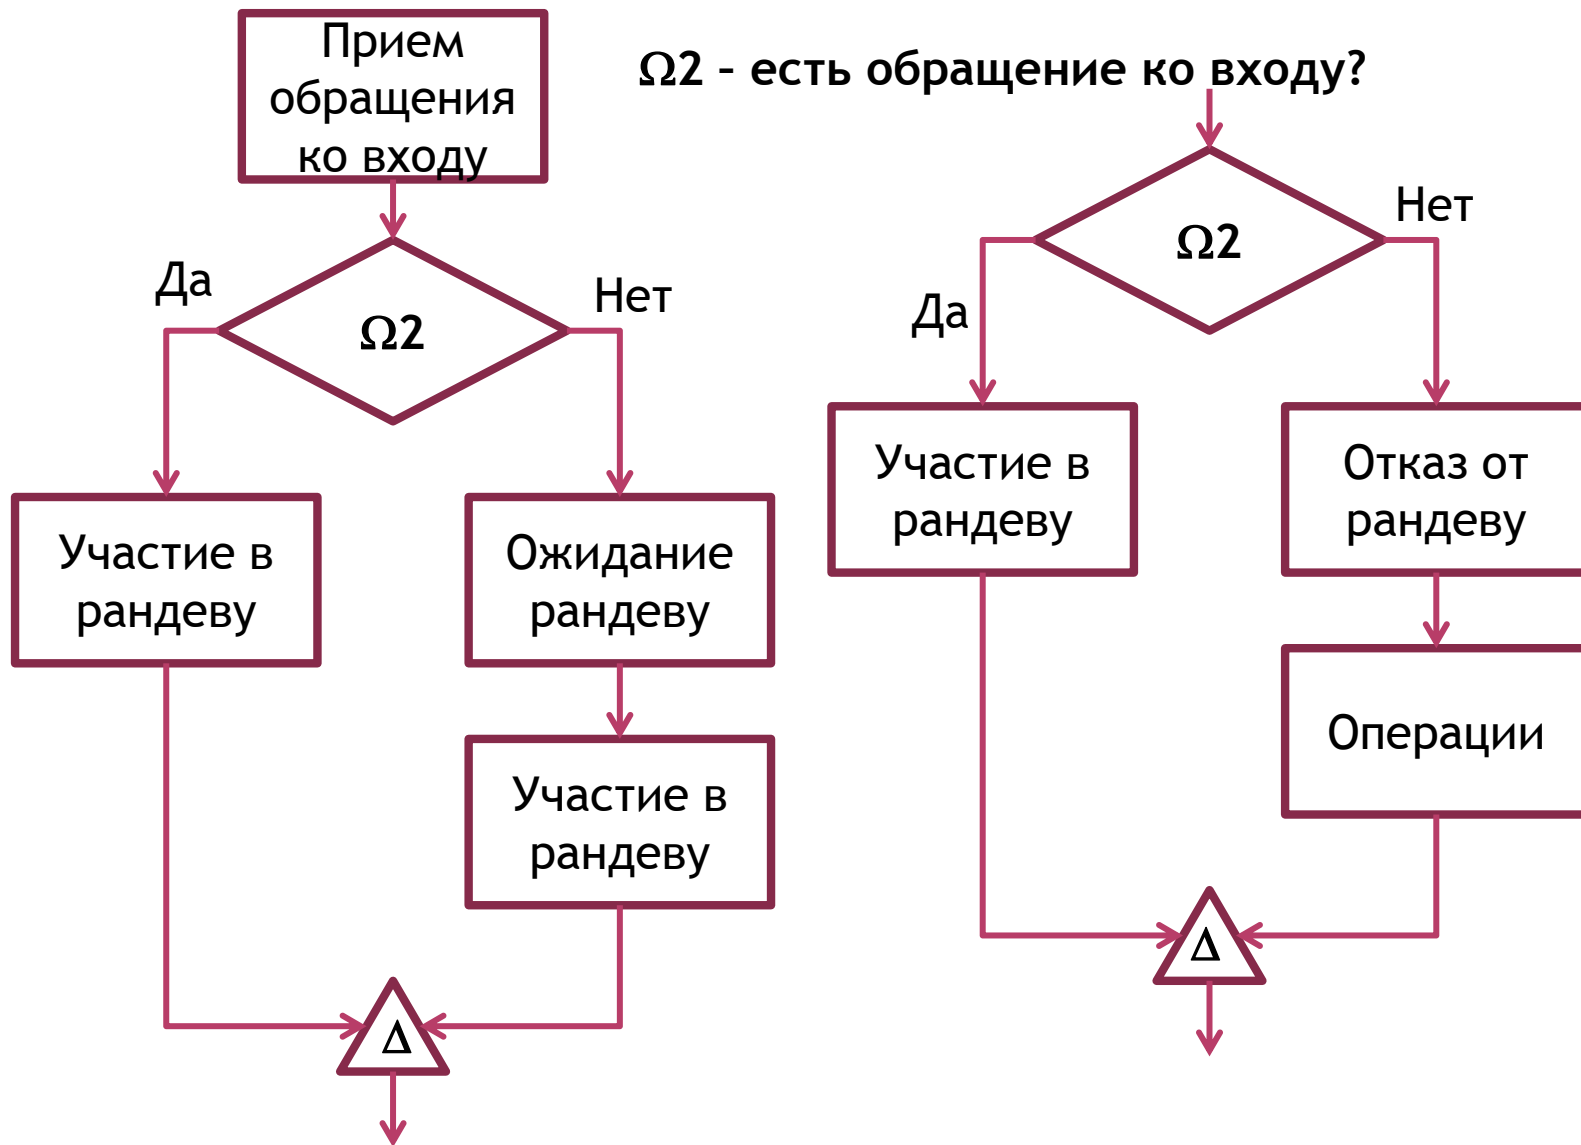 Прием
обращения
ко входу
Ω2 – есть обращение ко входу?
Да
Нет
Ω2
Участие в
рандеву
Ожидание
рандеву
Участие в
рандеву
Δ
Нет
Да
Ω2
Участие в
рандеву
Отказ от
рандеву
Операции
Δ